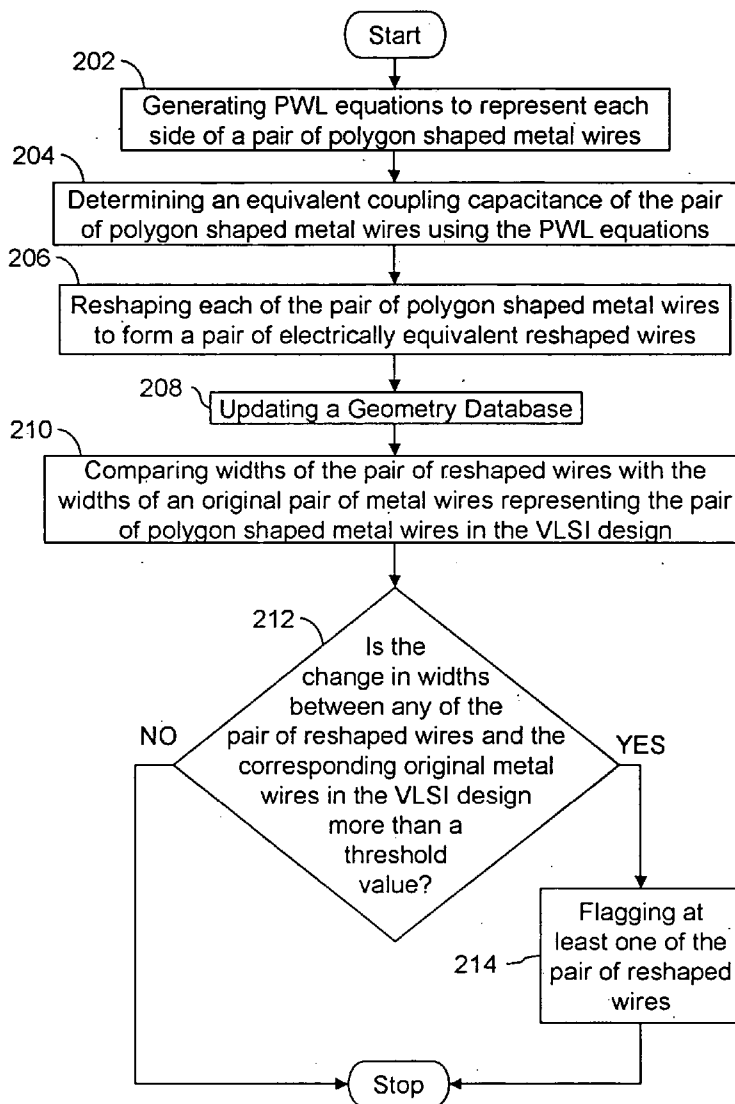 Start
202
Generating PWL equations to represent each
side of a pair of polygon shaped metal wires
204
Determining an equivalent coupling capacitance of the pair
of polygon shaped metal wires using the PWL equations
206
Reshaping each of the pair of polygon shaped metal wires
to form a pair of electrically equivalent reshaped wires
208
Updating a Geometry Database
210
Comparing widths of the pair of reshaped wires with the
widths of an original pair of metal wires representing the pair
of polygon shaped metal wires in the VLSI design
212
Is the
change in widths
between any of the
pair of reshaped wires and the
corresponding original metal
wires in the VLSI design
more than a
threshold
value?
NO
YES
Flagging at
least one of the
pair of reshaped
wires
214
Stop